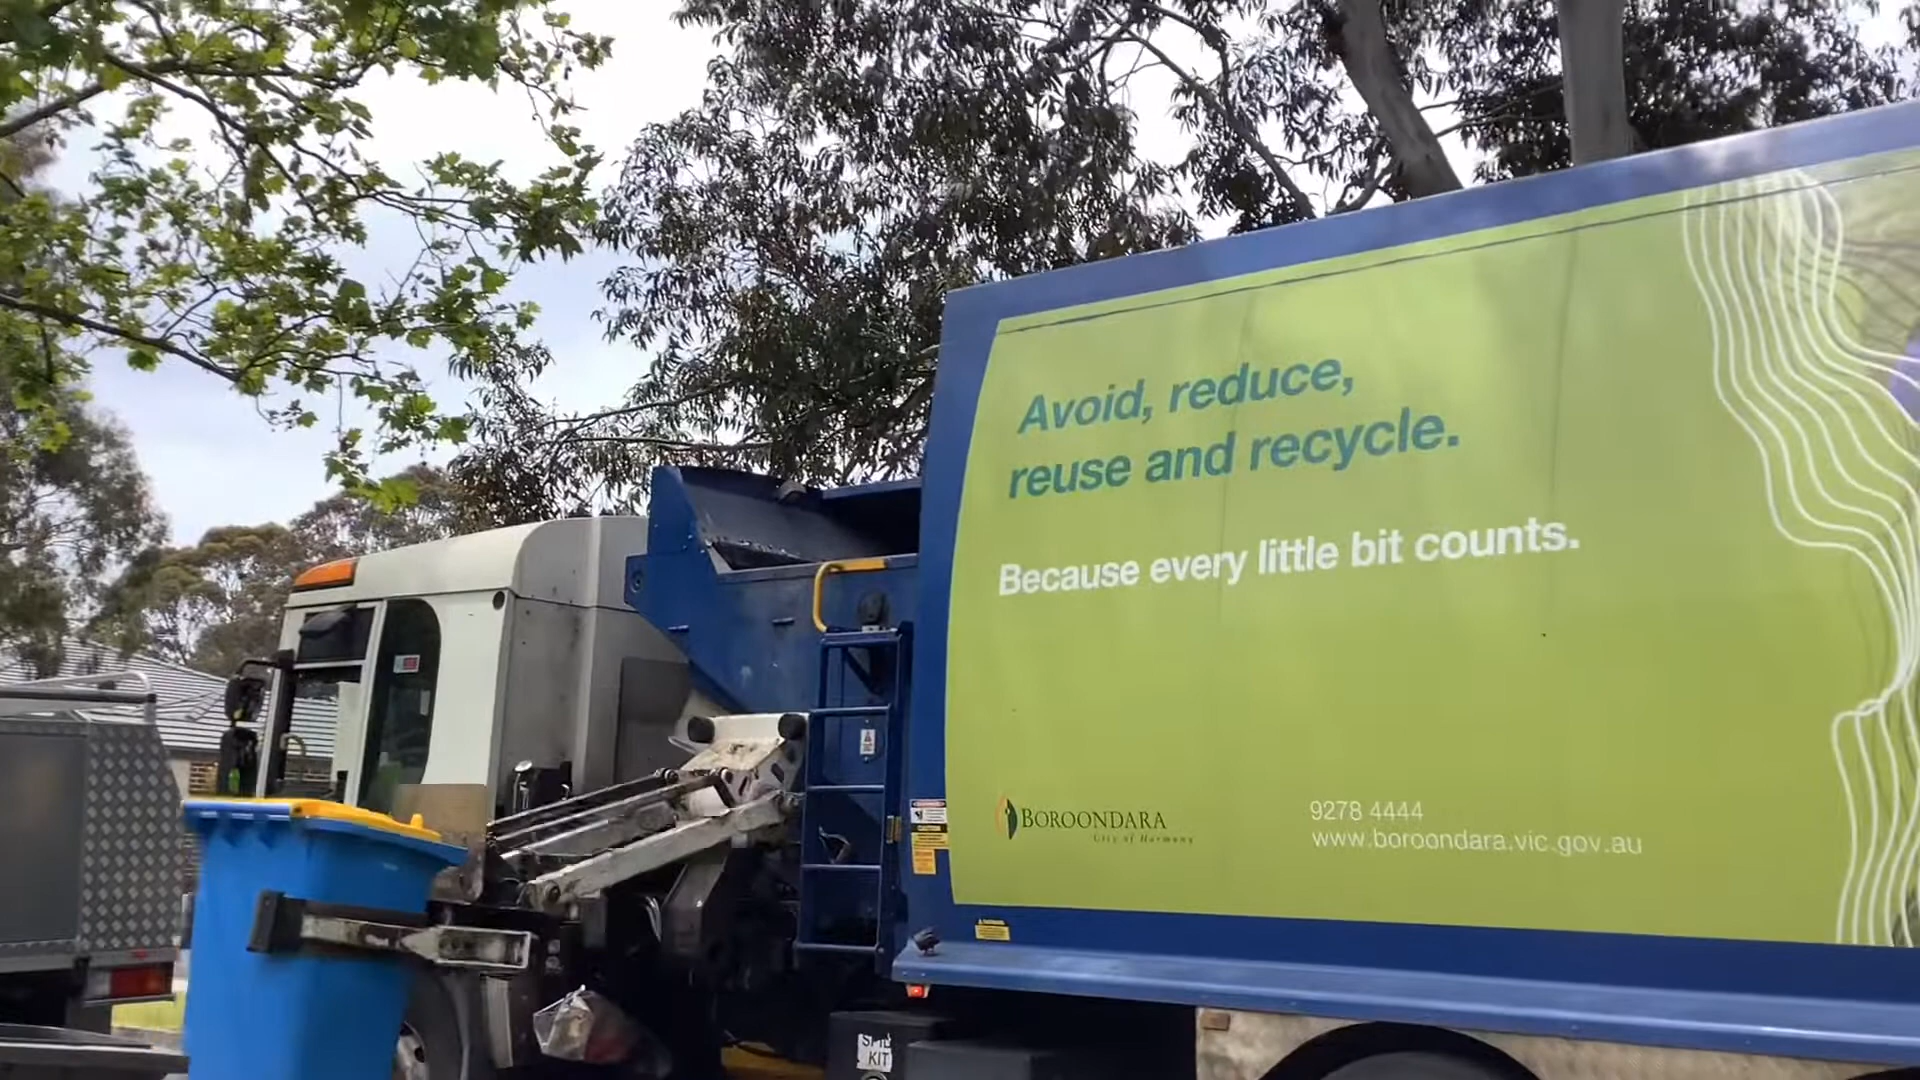 Avoid, reduce,
reuse and recycle.
Because every little bit counts.
BOROONDARA
City of Harmony
9278 4444
www.boroondara.vic.gov.au
KIT